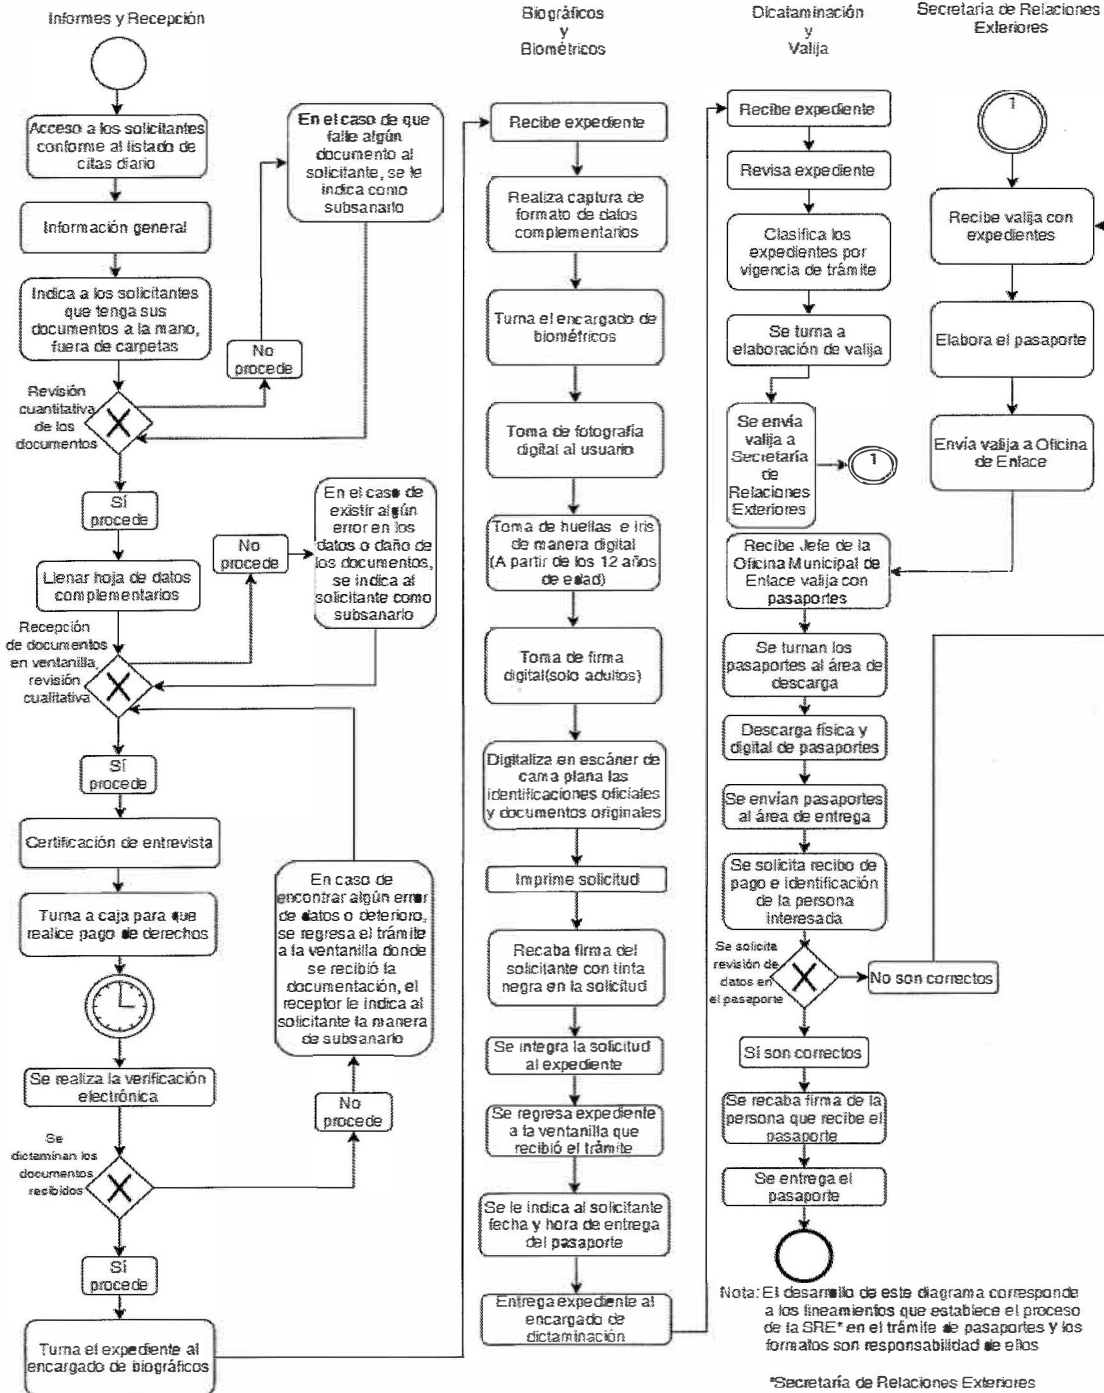 Informes y Recepción
Acceso a los solicitantes
conforme al listado de
citas diario
Información general
Indica a los solicitantes
que tenga sus
documentos a la mano,
fuera de carpetas
Revisión
cuantitativa
de los
documentos
No
procede
En el caso de que
falle algún
documento al
solicitante, se le
indica como
subsanarlo
Sí
procede
Llenar hoja de datos
complementarios
Recepción
de documentos
en ventanilla,
revisión
cualitativa
No
procede
En el caso de
existir algún
error en los
datos o daño de
los documentos,
se indica al
solicitante como
subsanarlo
Sí
procede
Certificación de entrevista
Turna a caja para que
realice pago de derechos
Se realiza la verificación
electrónica
Se
dictaminan los
documentos
recibidos
No
procede
En caso de
encontrar algún error
de datos o deterioro,
se regresa el trámite
a la ventanilla donde
se recibió la
documentación, el
receptor le indica al
solicitante la manera
de subsanarlo
Sí
procede
Turna el expediente al
encargado de biográficos
Biográficos
y
Biométricos
Recibe expediente
Realiza captura de
formato de datos
complementarios
Turna el encargado de
biométricos
Toma de fotografía
digital al usuario
Toma de huellas e iris
de manera digital
(A partir de los 12 años
de edad)
Toma de firma
digital(solo adultos)
Digitaliza en escáner de
cama plana las
identificaciones oficiales
y documentos originales
Imprime solicitud
Recaba firma del
solicitante con tinta
negra en la solicitud
Se integra la solicitud
al expediente
Se regresa expediente
a la ventanilla que
recibió el trámite
Se le indica al solicitante
fecha y hora de entrega
del pasaporte
Entrega expediente al
encargado de
dictaminación
Dicataminación
y
Valija
Recibe expediente
Revisa expediente
Clasifica los
expedientes por
vigencia de trámite
Se turna a
elaboración de valija
Se envía
valija a
Secretaría
de
Relaciones
Exteriores
1
Recibe Jefe de la
Oficina Municipal de
Enlace valija con
pasaportes
Se turnan los
pasaportes al área de
descarga
Descarga física y
digital de pasaportes
Se envían pasaportes
al área de entrega
Se solicita recibo de
pago e identificación
de la persona
interesada
Se solicita
revisión de
datos en
el pasaporte
No son correctos
Sí son correctos
Se recaba firma de la
persona que recibe el
pasaporte
Se entrega el
pasaporte
Secretaria de Relaciones
Exteriores
1
Recibe valija con
expedientes
Elabora el pasaporte
Envía valija a Oficina
de Enlace
Nota: El desarrollo de este diagrama corresponde
a los lineamientos que establece el proceso
de la SRE* en el trámite de pasaportes y los
formatos son responsabilidad de ellos
*Secretaría de Relaciones Exteriores